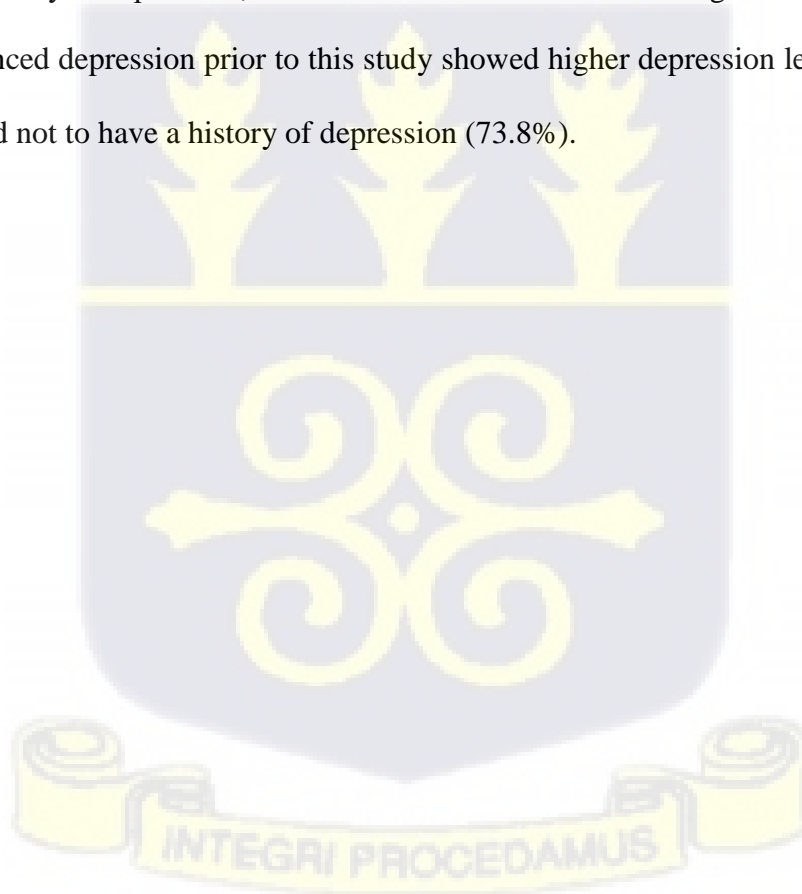 nced depression prior to this study showed higher depression le
d not to have a history of depression (73.8%).
INTEGRI PROCEDAMUS